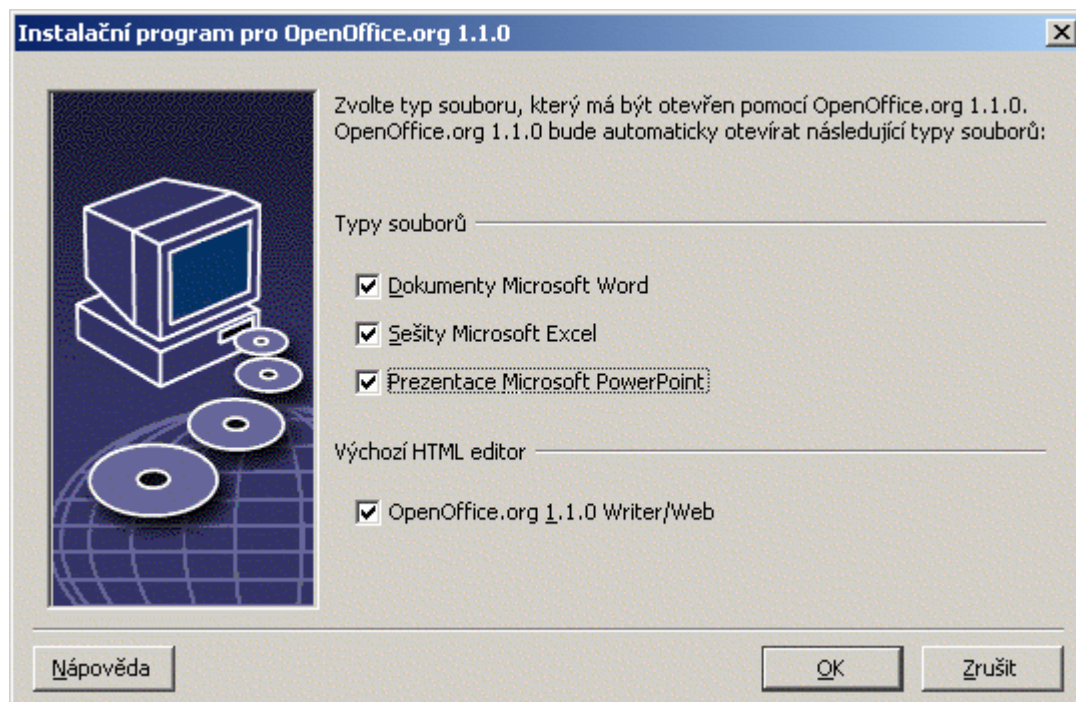 Instalační program pro OpenOffice.org 1.1.0
Zvolte typ souboru, který má být otevřen pomocí OpenOffice.org 1.1.0.
OpenOffice.org 1.1.0 bude automaticky otevírat následující typy souborů:
Typy souborů
Dokumenty Microsoft Word
Sešity Microsoft Excel
Prezentace Microsoft PowerPoint
Výchozí HTML editor
OpenOffice.org 1.1.0 Writer/Web
Nápověda
OK
Zrušit